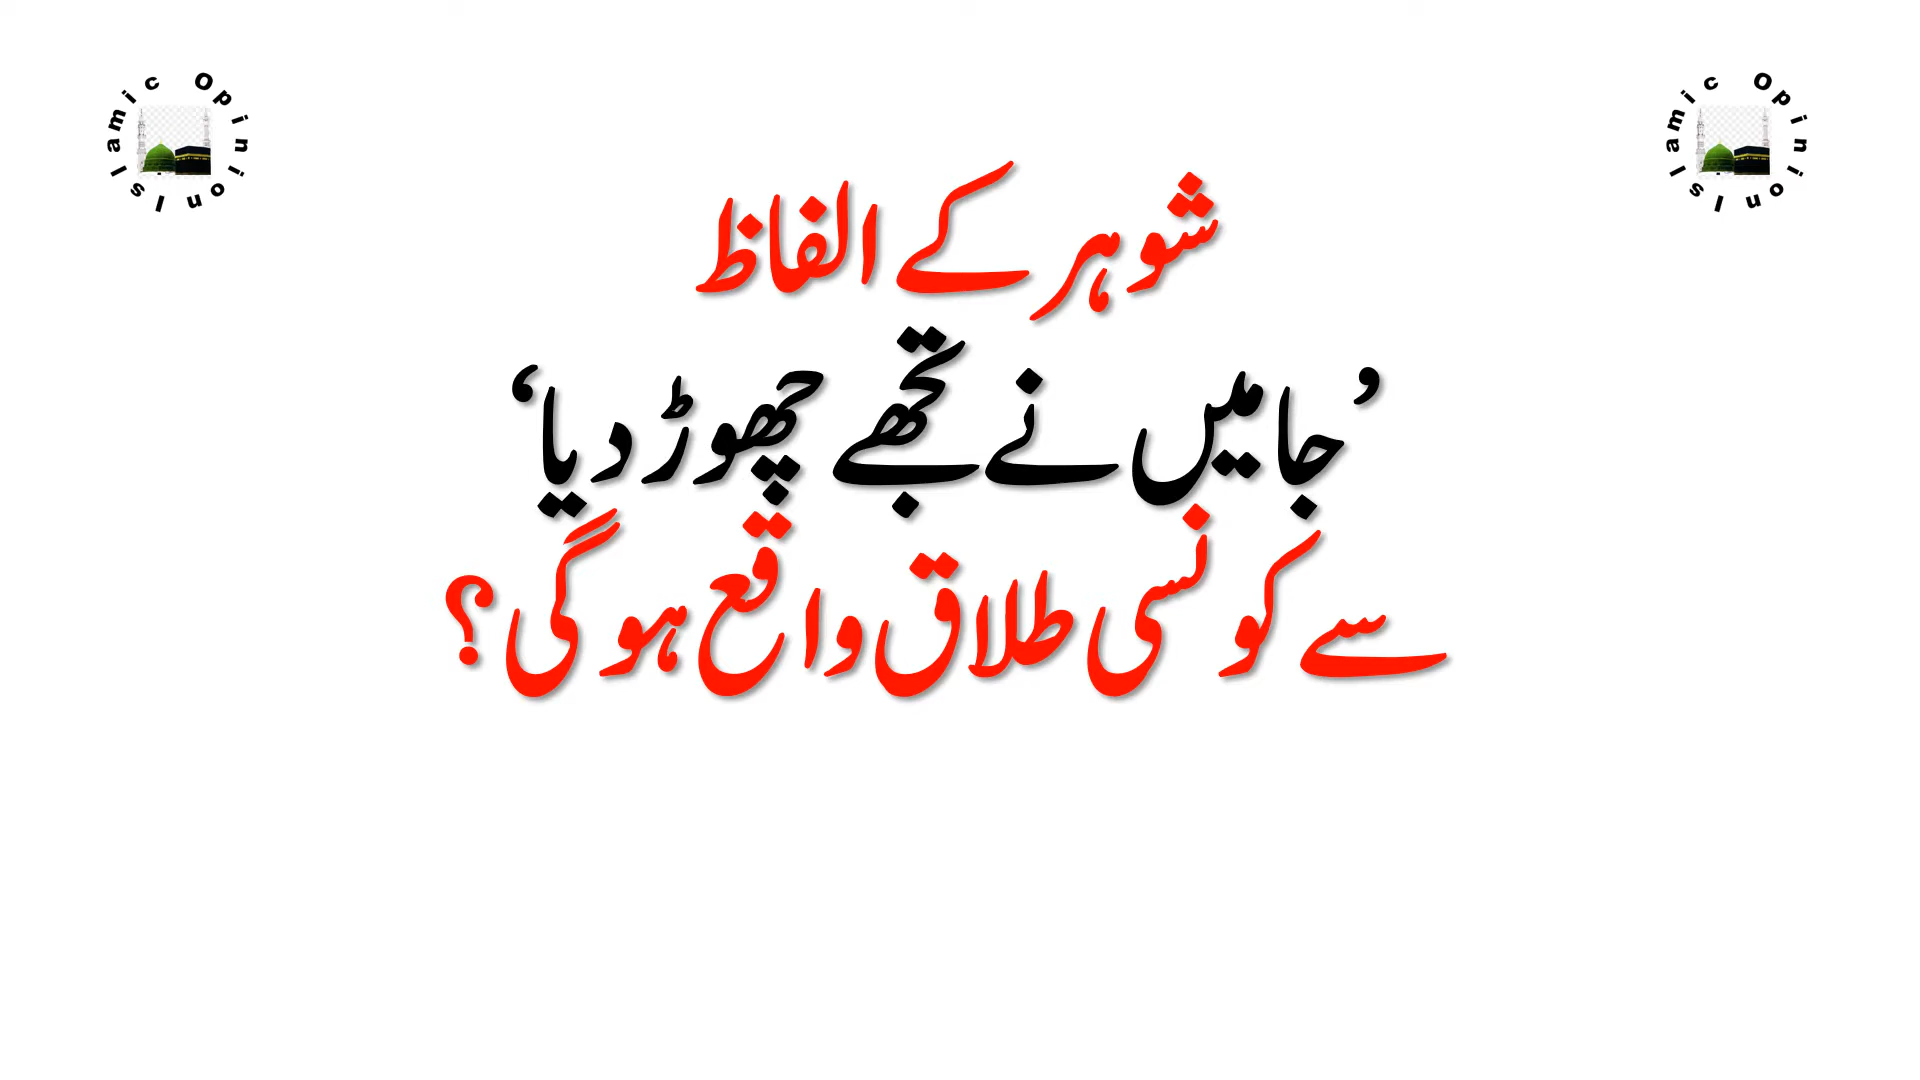 Islamic Opinion
Islamic Opinion
شوہر کے الفاظ
’جا میں نے تجھے چھوڑ دیا‘
سے کونسی طلاق واقع ہو گی؟